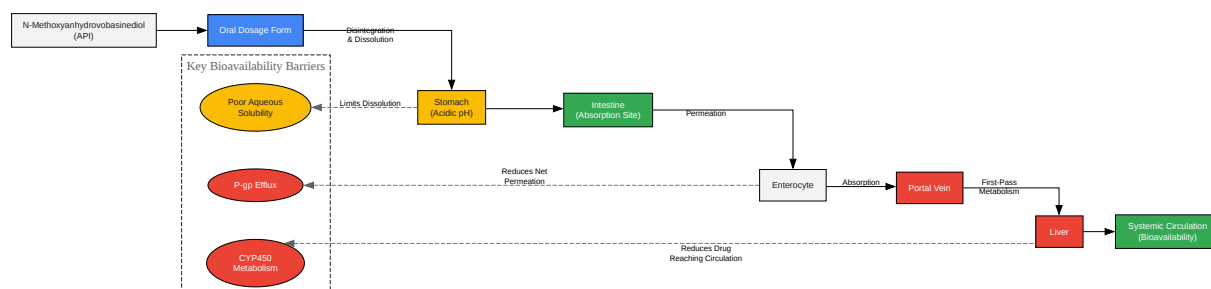 N-Methoxyanhydrovobasinediol
(API)
Oral Dosage Form
Disintegration
& Dissolution
Key Bioavailability Barriers
Poor Aqueous
Solubility
Limits Dissolution
Stomach
(Acidic pH)
Intestine
(Absorption Site)
Permeation
P-gp Efflux
Reduces Net
Permeation
Enterocyte
Absorption
Portal Vein
First-Pass
Metabolism
Liver
Systemic Circulation
(Bioavailability)
CYP450
Metabolism
Reduces Drug
Reaching Circulation